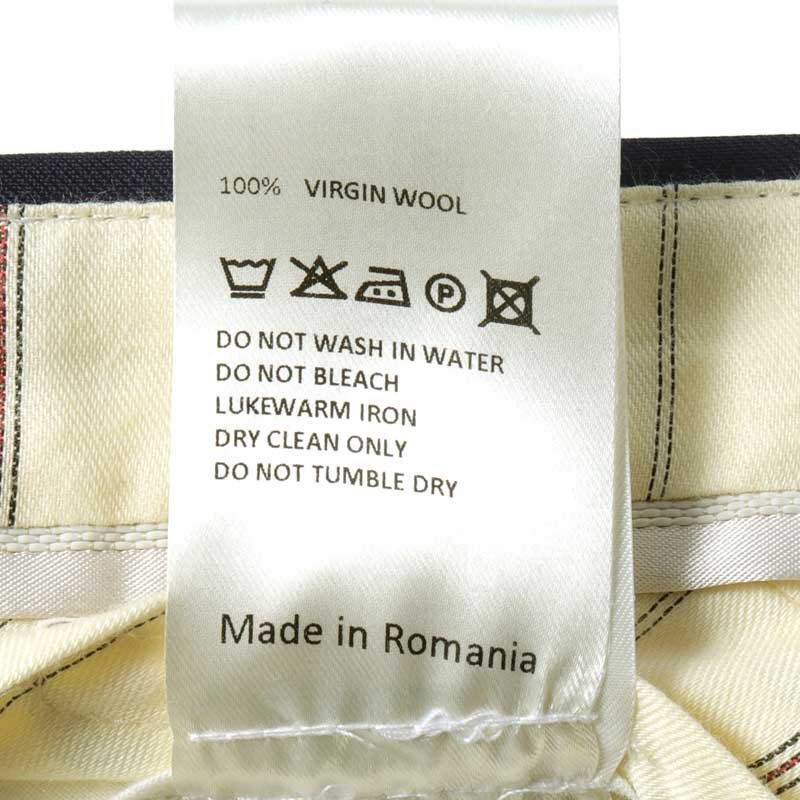 100% VIRGIN WOOL
P
DO NOT WASH IN WATER
DO NOT BLEACH
LUKEWARM IRON
DRY CLEAN ONLY
DO NOT TUMBLE DRY
Made in Romania